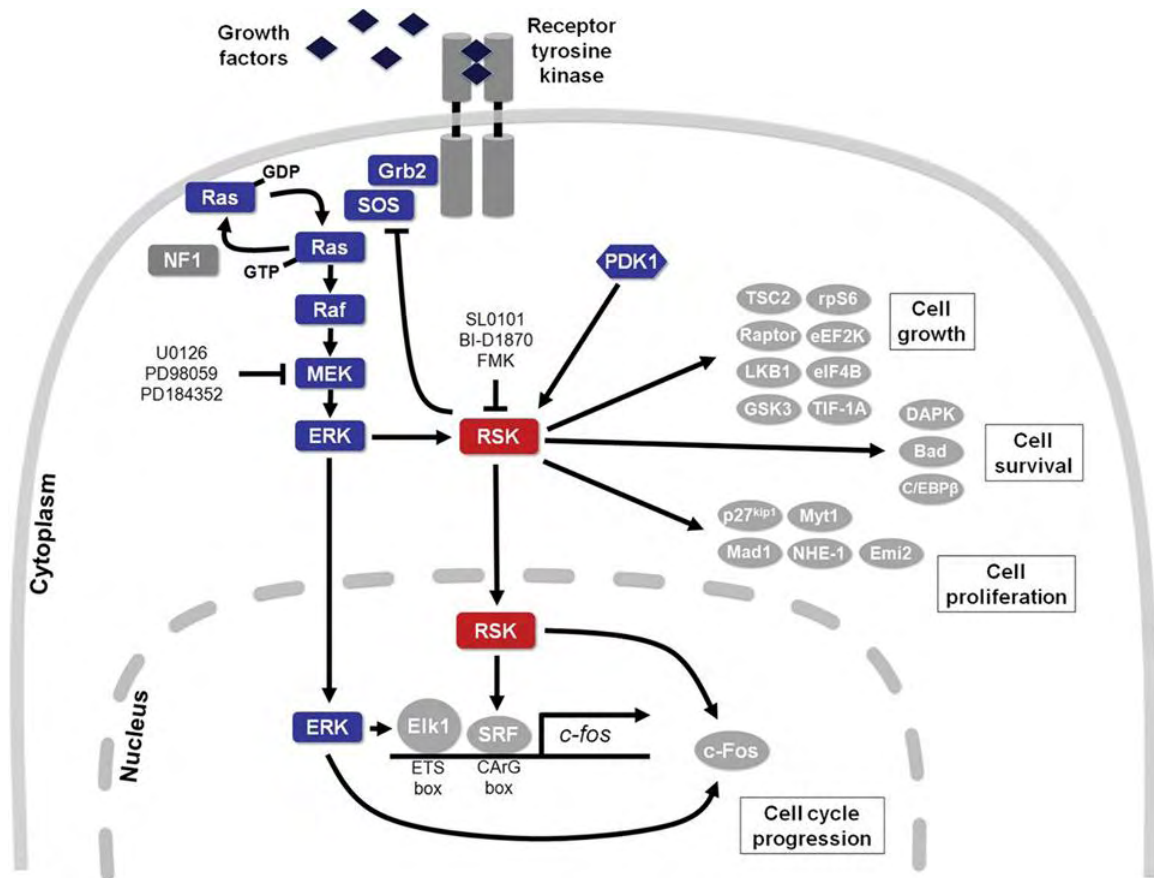 Growth
factors
Receptor
tyrosine
kinase
Grb2
SOS
GDP
Ras
Ras
GTP
NF1
Raf
U0126
PD98059
PD184352
MEK
ERK
SL0101
BI-D1870
FMK
RSK
PDK1
TSC2 rpS6
Raptor eEF2K
LKB1 eIF4B
GSK3 TIF-1A
Cell
growth
DAPK
Bad
C/EBPβ
Cell
survival
p27kip1 Myt1
Mad1 NHE-1 Emi2
Cell
proliferation
Cytoplasm
Nucleus
RSK
ERK
Elk1
SRF
c-fos
ETS
box
CArG
box
c-Fos
Cell cycle
progression